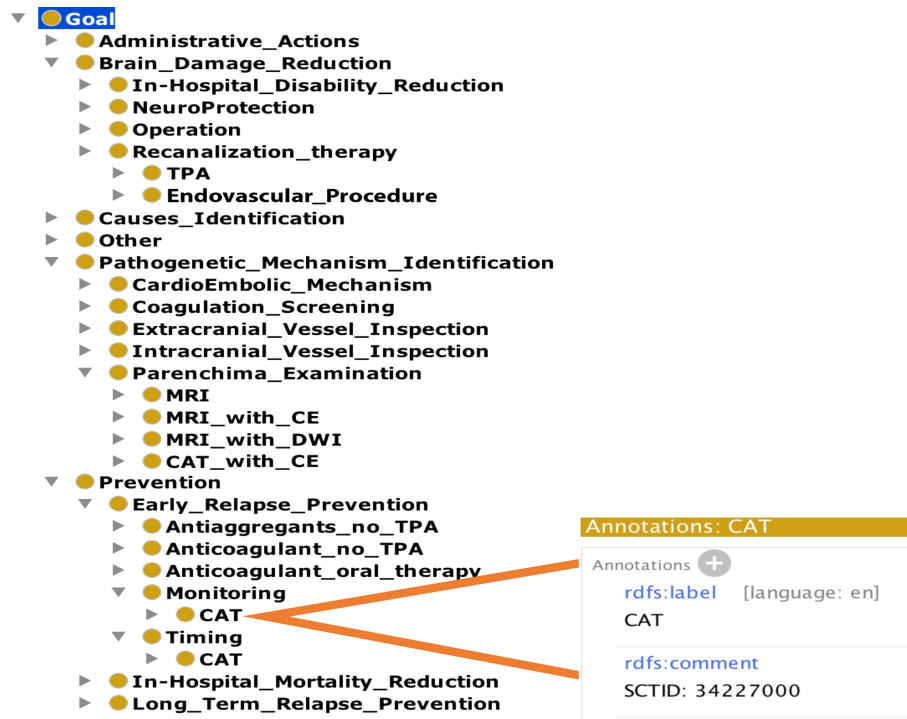 Goal
Administrative_Actions
Brain_Damage_Reduction
In-Hospital_Disability_Reduction
NeuroProtection
Operation
Recanalization_therapy
TPA
Endovascular_Procedure
Causes_Identification
Other
Pathogenetic_Mechanism_Identification
CardioEmbolic_Mechanism
Coagulation_Screening
Extracranial_Vessel_Inspection
Intracranial_Vessel_Inspection
Parenchima_Examination
MRI
MRI_with_CE
MRI_with_DWI
CAT_with_CE
Prevention
Early_Relapse_Prevention
Antiaggregants_no_TPA
Anticoagulant_no_TPA
Anticoagulant_oral_therapy
Monitoring
CAT
Timing
CAT
In-Hospital_Mortality_Reduction
Long_Term_Relapse_Prevention
Annotations: CAT
Annotations +
rdfs:label [language: en]
CAT
rdfs:comment
SCTID: 34227000